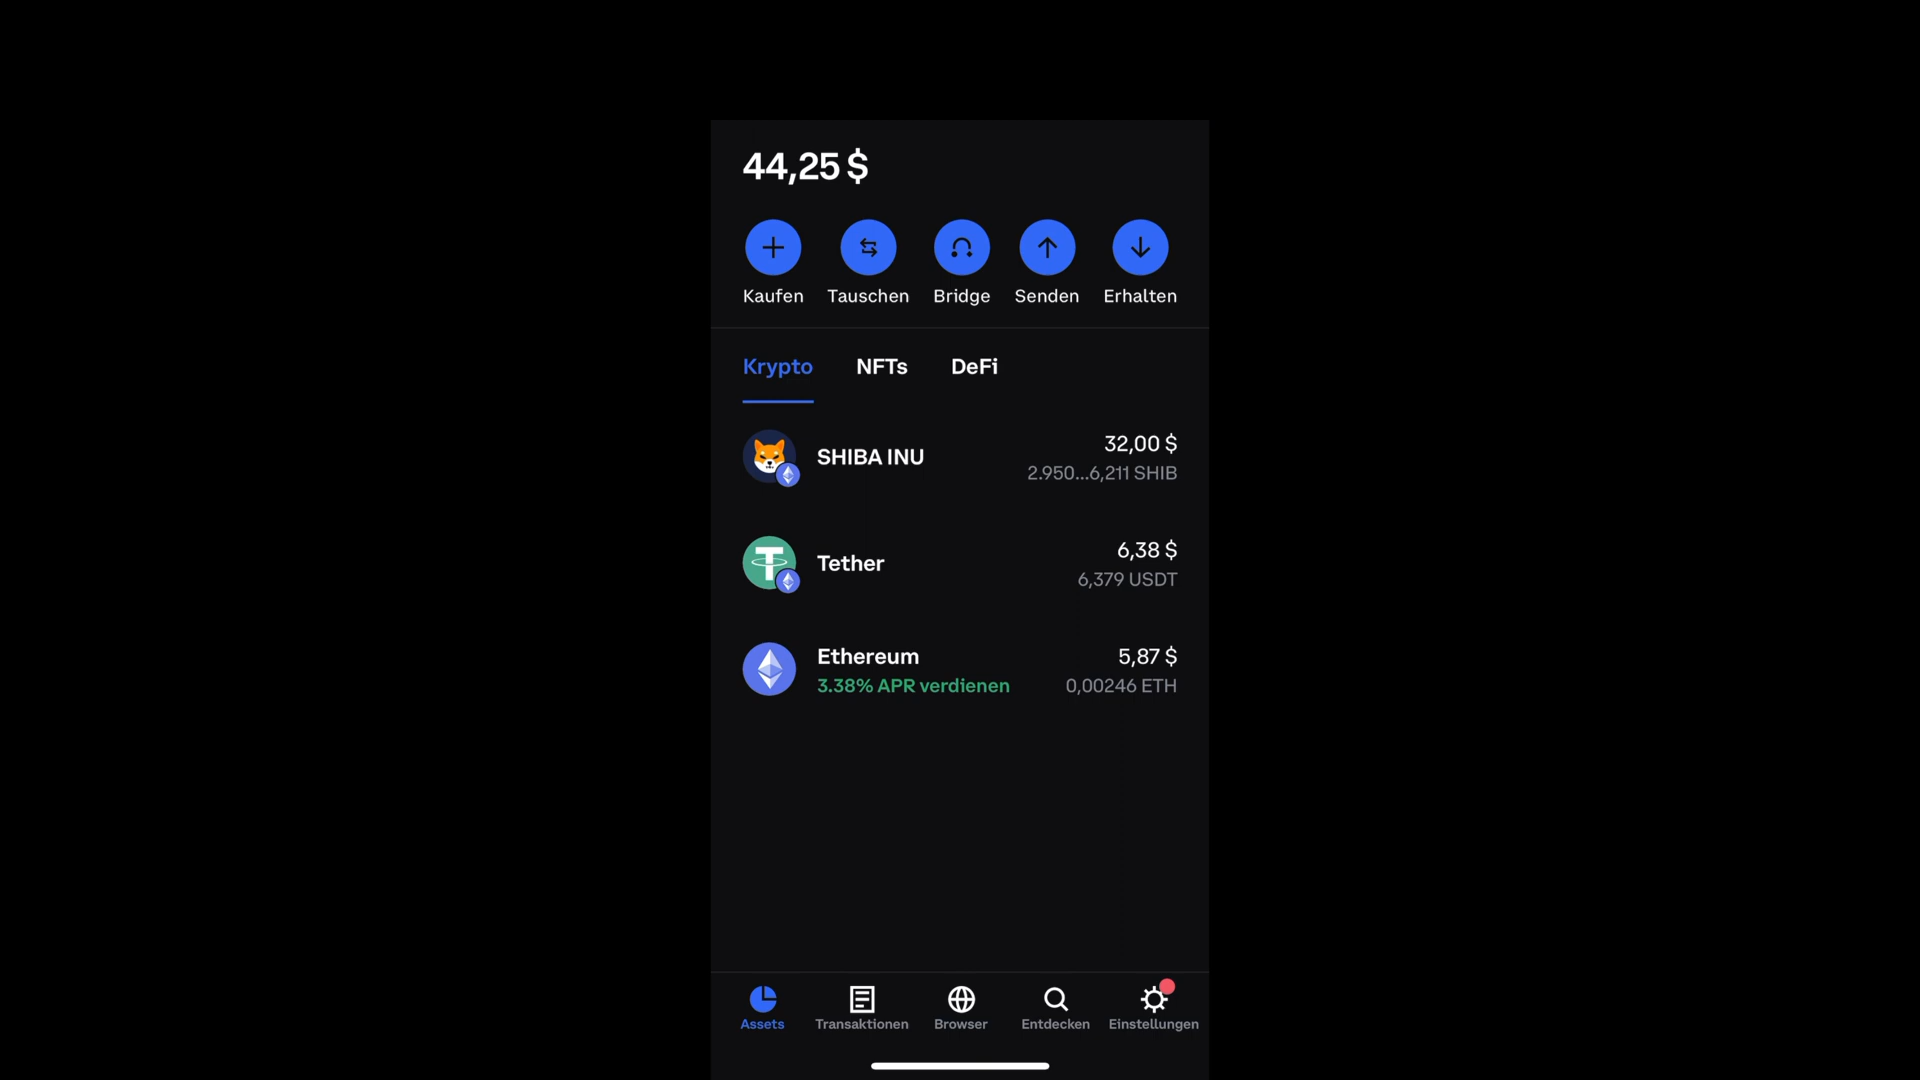 44,25 $
Kaufen Tauschen Bridge Senden Erhalten
Krypto NFTs DeFi
SHIBA INU 32,00 $
2.950...6,211 SHIB
Tether 6,38 $
6,379 USDT
Ethereum 5,87 $
3.38% APR verdienen 0,00246 ETH
Assets Transaktionen Browser Entdecken Einstellungen